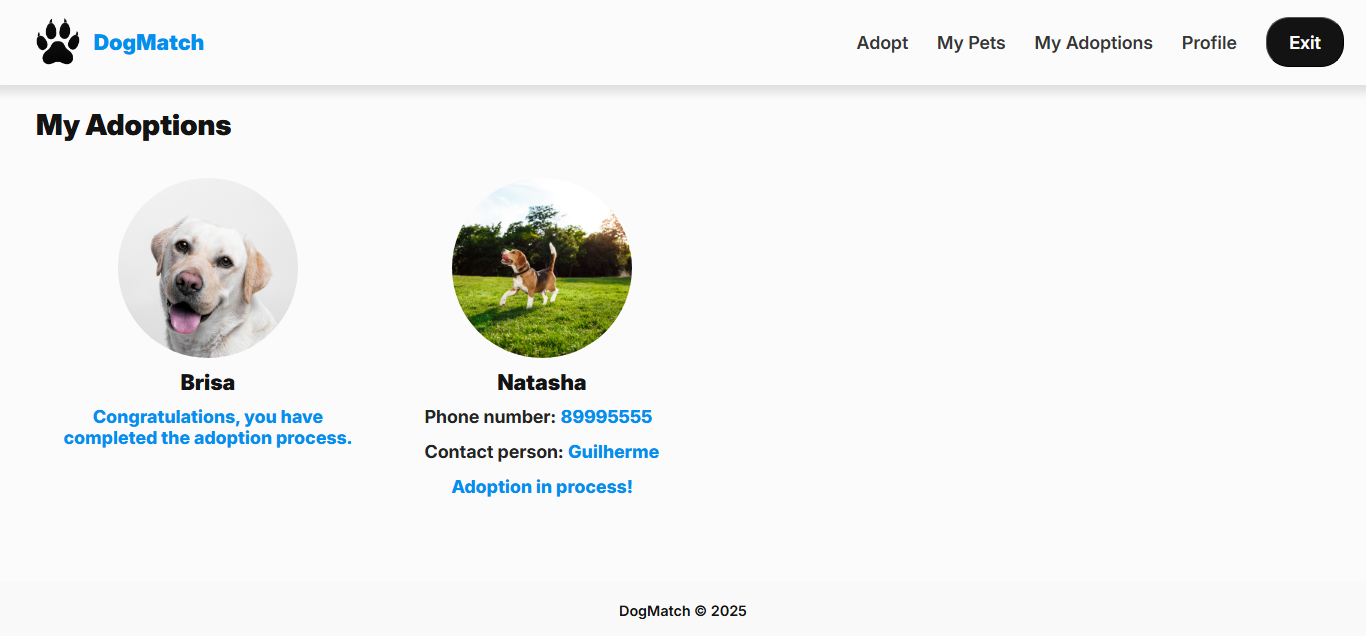 DogMatch
Adopt
My Pets
My Adoptions
Profile
Exit
My Adoptions
Brisa
Congratulations, you have
completed the adoption process.
Natasha
Phone number: 89995555
Contact person: Guilherme
Adoption in process!
DogMatch © 2025